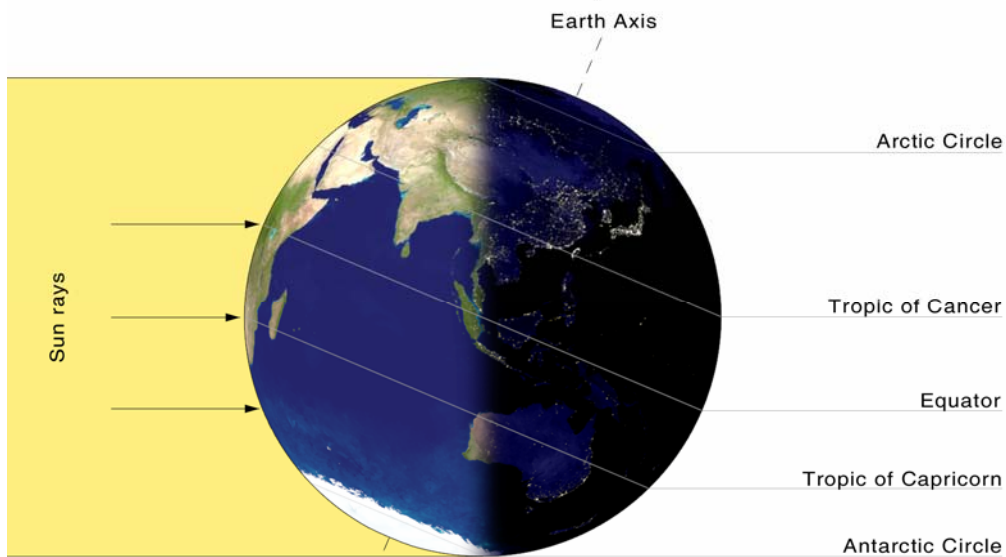 Earth Axis
Arctic Circle
Sun rays
Tropic of Cancer
Equator
Tropic of Capricorn
Antarctic Circle